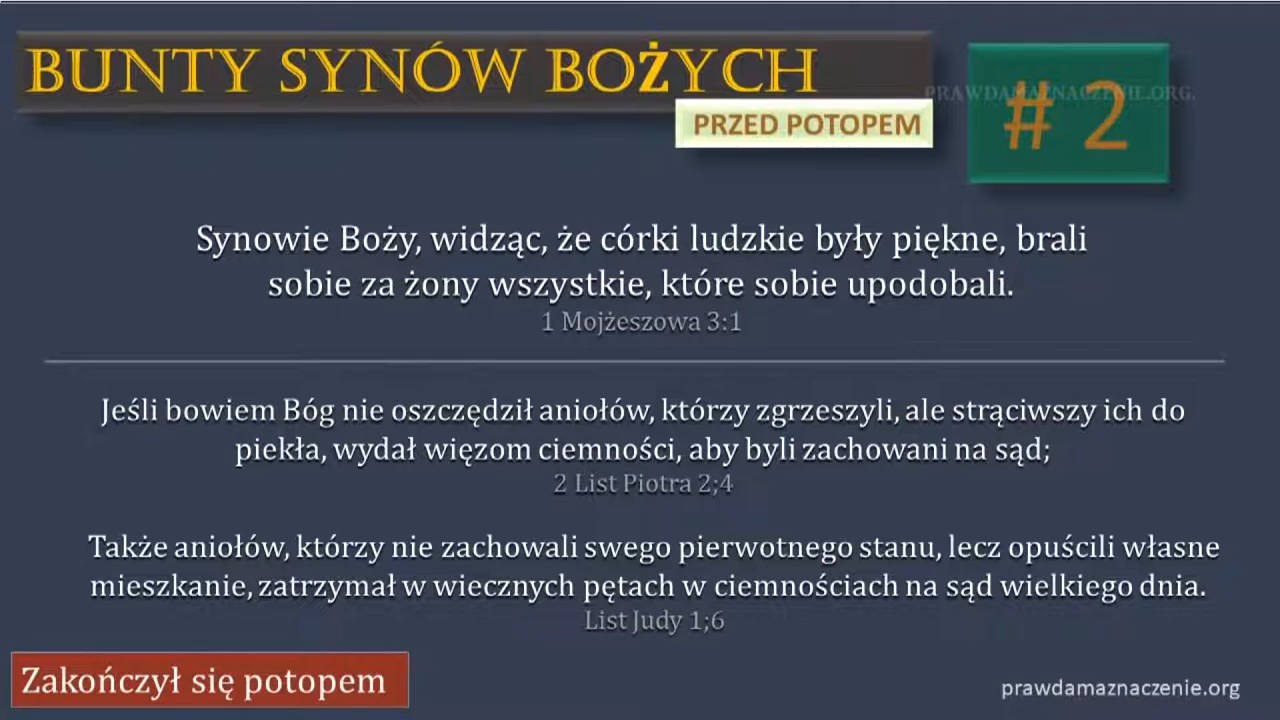 BUNTY SYNÓW BOŻYCH
PRAWDAMAZNACZENIE.ORG.
# 2
PRZED POTOPEM
Synowie Boży, widząc, że córki ludzkie były piękne, brali
sobie za żony wszystkie, które sobie upodobali.
1 Mojżeszowa 3:1
Jeśli bowiem Bóg nie oszczędził aniołów, którzy zgrzeszyli, ale strąciwszy ich do
piekła, wydał więzom ciemności, aby byli zachowani na sąd;
2 List Piotra 2;4
Także aniołów, którzy nie zachowali swego pierwotnego stanu, lecz opuścili własne
mieszkanie, zatrzymał w wiecznych pętach w ciemnościach na sąd wielkiego dnia.
List Judy 1;6
Zakończył się potopem
prawdamaznaczenie.org